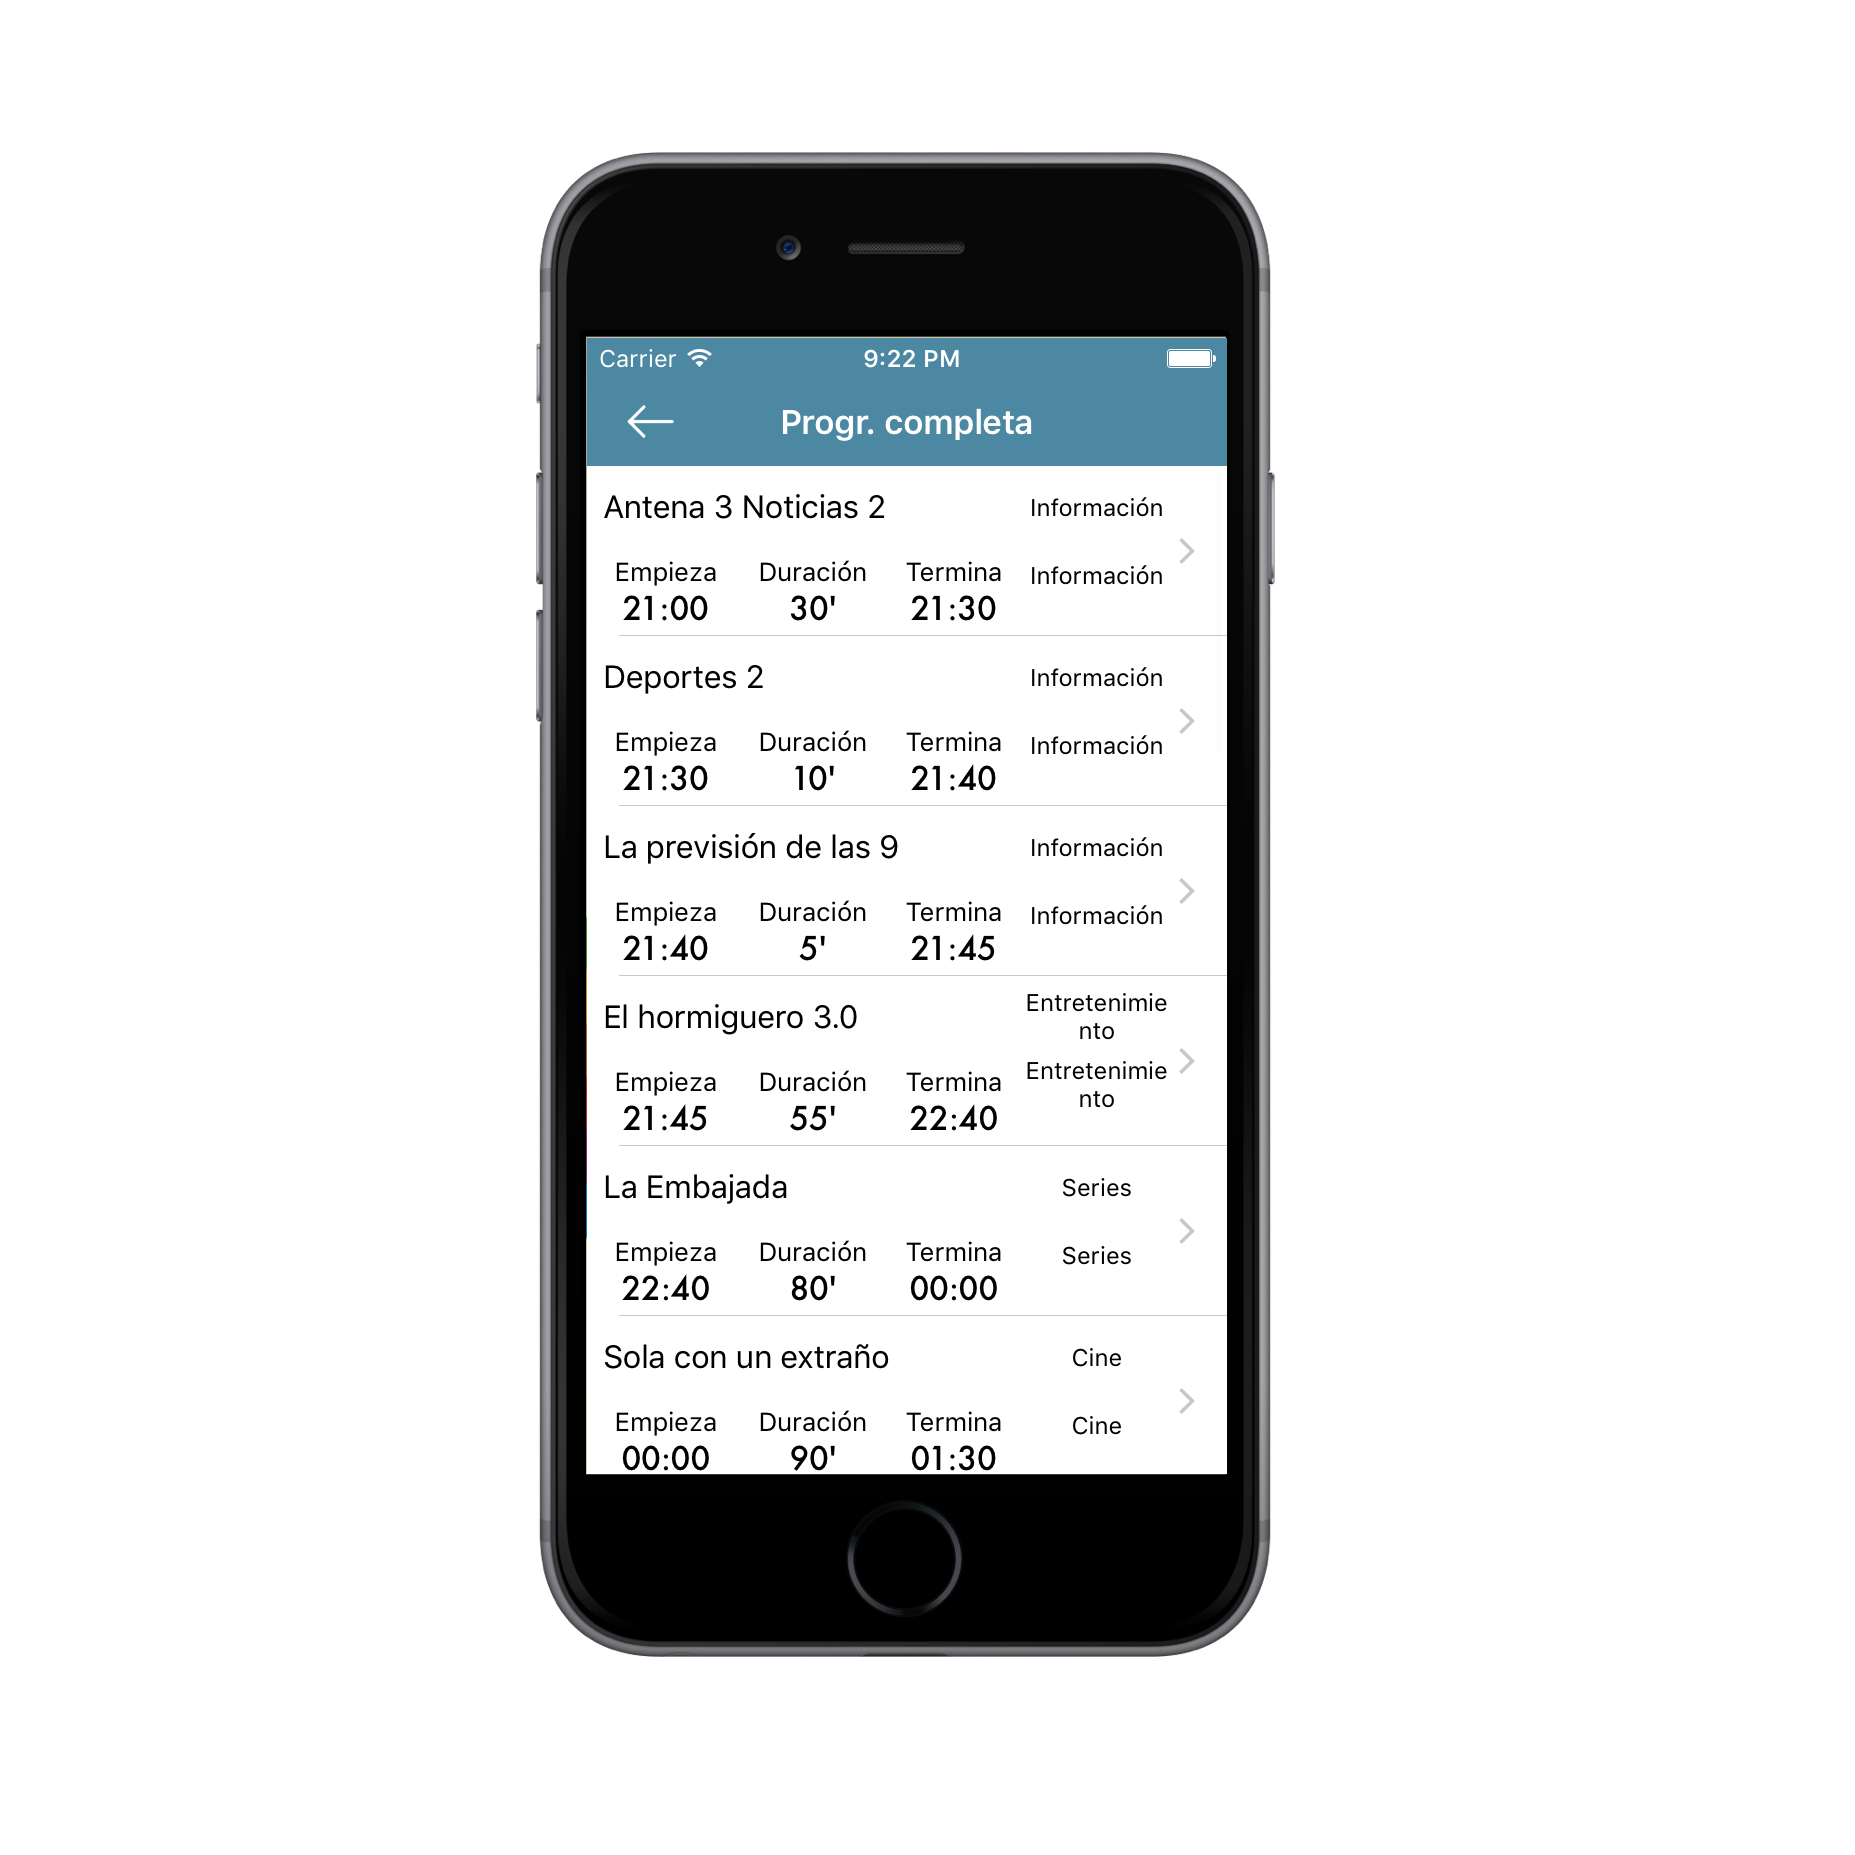 Carrier 9:22 PM
Progr. completa
Antena 3 Noticias 2 Información
Empieza Duración Termina Información
21:00 30' 21:30
Deportes 2 Información
Empieza Duración Termina Información
21:30 10' 21:40
La previsión de las 9 Información
Empieza Duración Termina Información
21:40 5' 21:45
El hormiguero 3.0 Entretenimie
nto
Empieza Duración Termina Entretenimie
nto
21:45 55' 22:40
La Embajada Series
Empieza Duración Termina Series
22:40 80' 00:00
Sola con un extraño Cine
Empieza Duración Termina Cine
00:00 90' 01:30